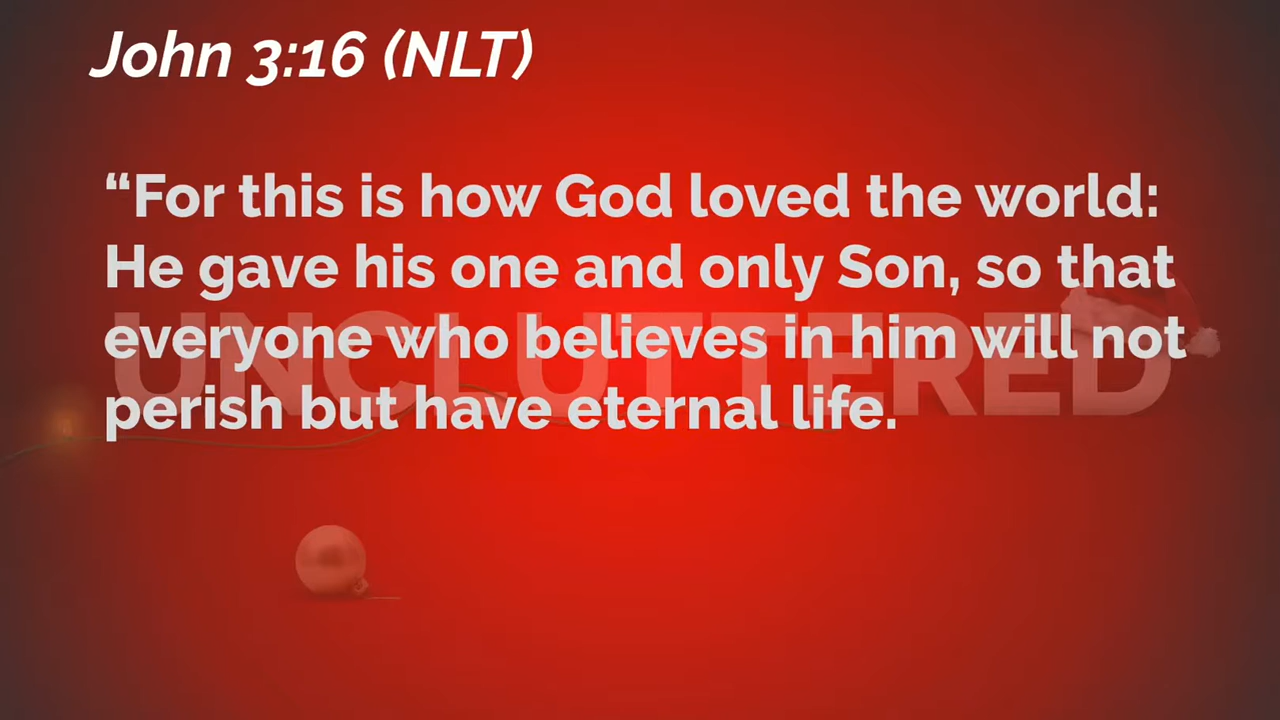 John 3:16 (NLT)
“For this is how God loved the world:
He gave his one and only Son, so that
everyone who believes in him will not
perish but have eternal life.
UNCLUTTERED